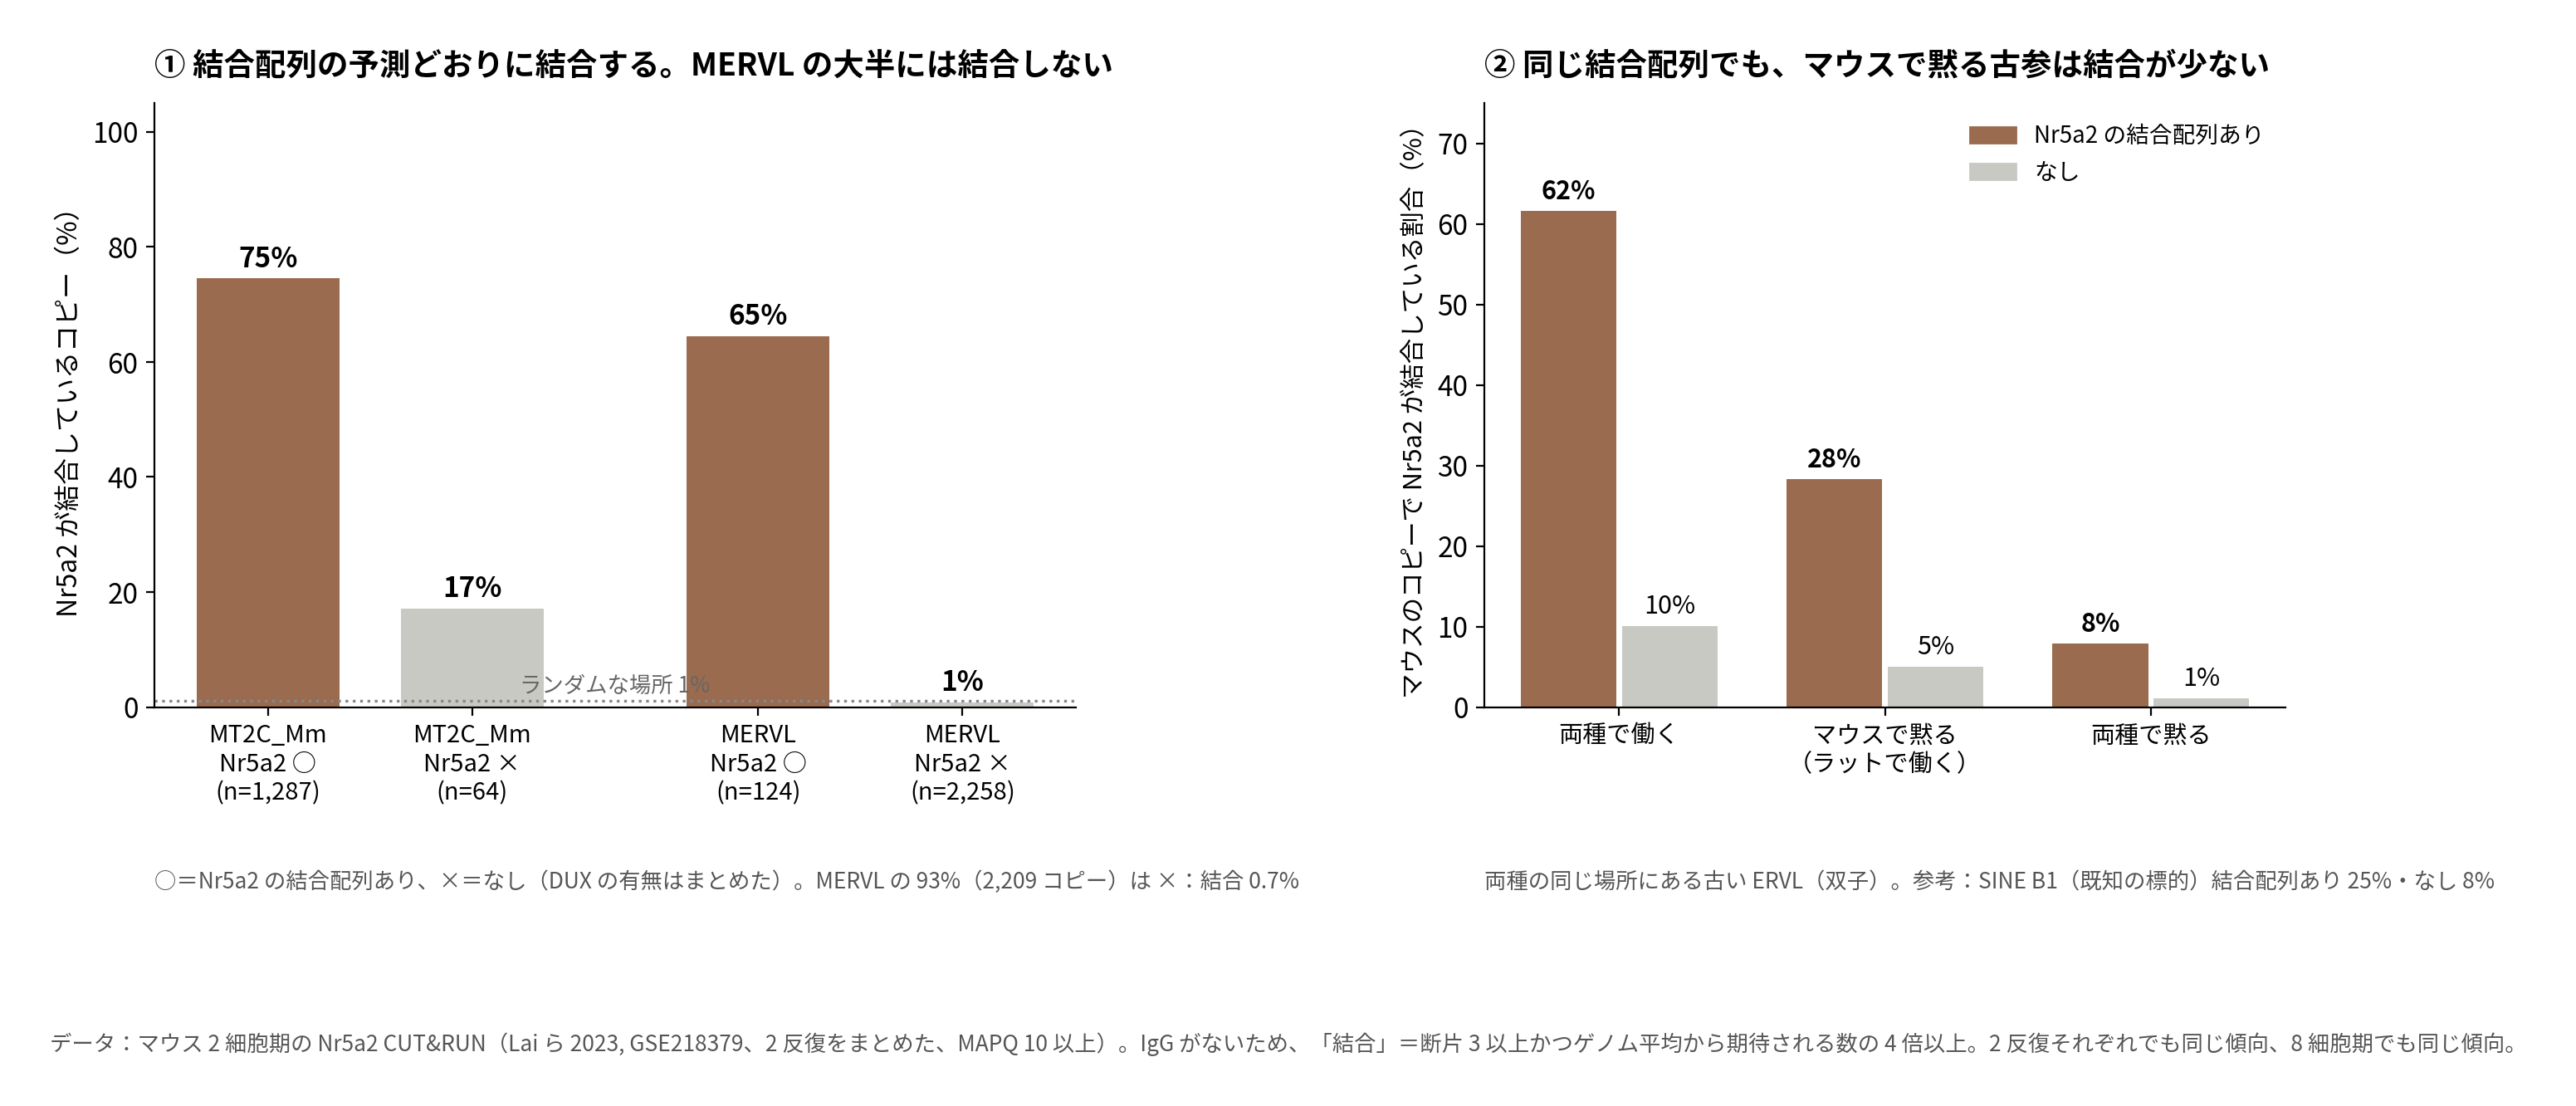 ① 結合配列の予測どおりに結合する。MERVL の大半には結合しない
Nr5a2 が結合しているコピー（%）
100
80
60
40
20
0
75%
17%
65%
1%
ランダムな場所 1%
MT2C_Mm
Nr5a2 ○
(n=1,287)
MT2C_Mm
Nr5a2 ×
(n=64)
MERVL
Nr5a2 ○
(n=124)
MERVL
Nr5a2 ×
(n=2,258)
○＝Nr5a2 の結合配列あり、×＝なし（DUX の有無はまとめた）。MERVL の 93%（2,209 コピー）は ×：結合 0.7%
② 同じ結合配列でも、マウスで黙る古参は結合が少ない
マウスのコピーで Nr5a2 が結合している割合（%）
70
60
50
40
30
20
10
0
Nr5a2 の結合配列あり
なし
62%
10%
28%
5%
8%
1%
両種で働く
マウスで黙る
（ラットで働く）
両種で黙る
両種の同じ場所にある古い ERVL（双子）。参考：SINE B1（既知の標的）結合配列あり 25%・なし 8%
データ：マウス 2 細胞期の Nr5a2 CUT&RUN（Lai ら 2023, GSE218379、2 反復をまとめた、MAPQ 10 以上）。IgG がないため、「結合」＝断片 3 以上かつゲノム平均から期待される数の 4 倍以上。2 反復それぞれでも同じ傾向、8 細胞期でも同じ傾向。